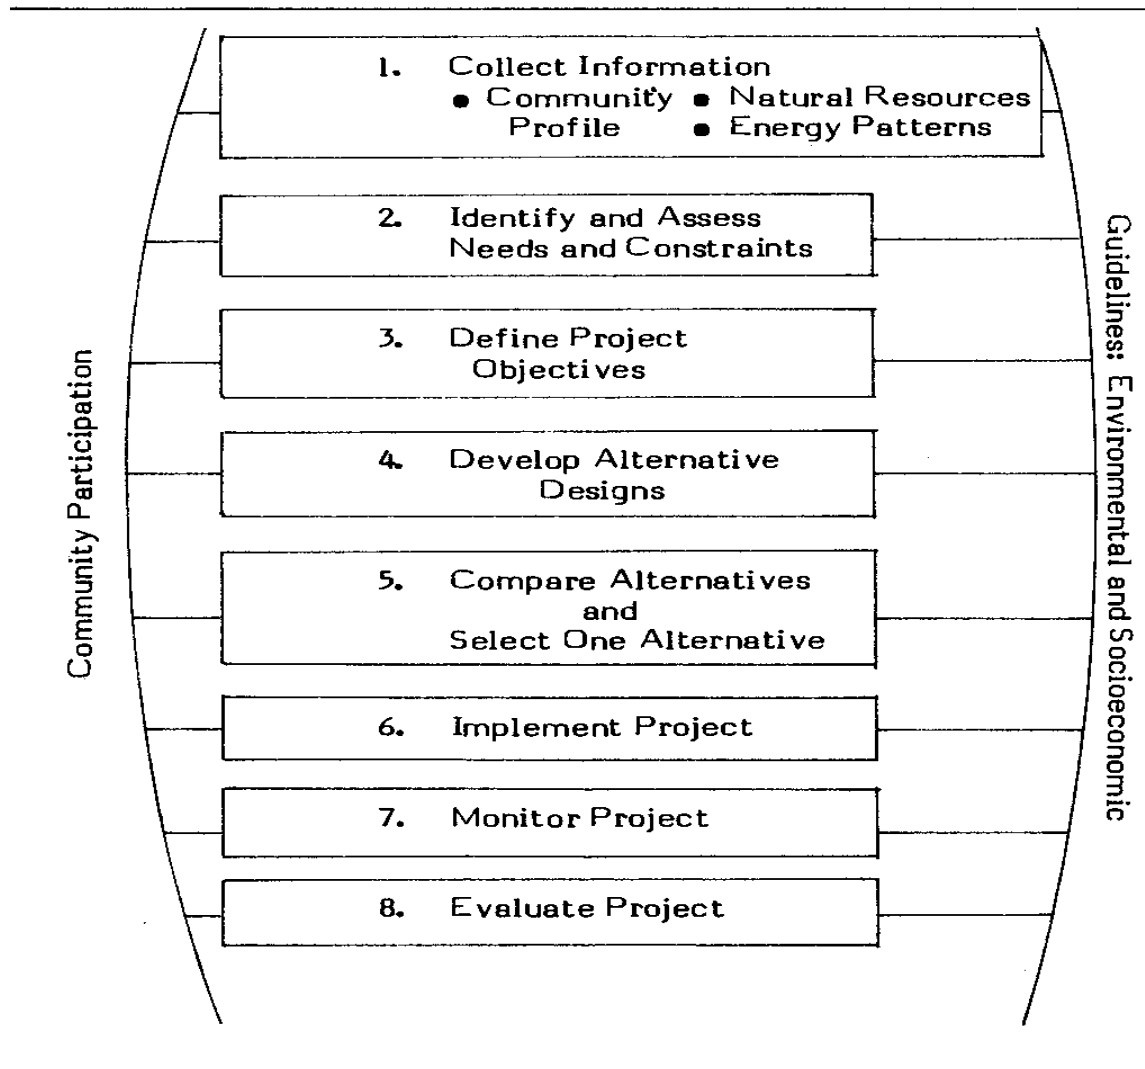 1. Collect Information
• Community • Natural Resources
Profile • Energy Patterns
2. Identify and Assess
Needs and Constraints
3. Define Project
Objectives
4. Develop Alternative
Designs
5. Compare Alternatives
and
Select One Alternative
6. Implement Project
7. Monitor Project
8. Evaluate Project
Community Participation
Guidelines: Environmental and Socioeconomic